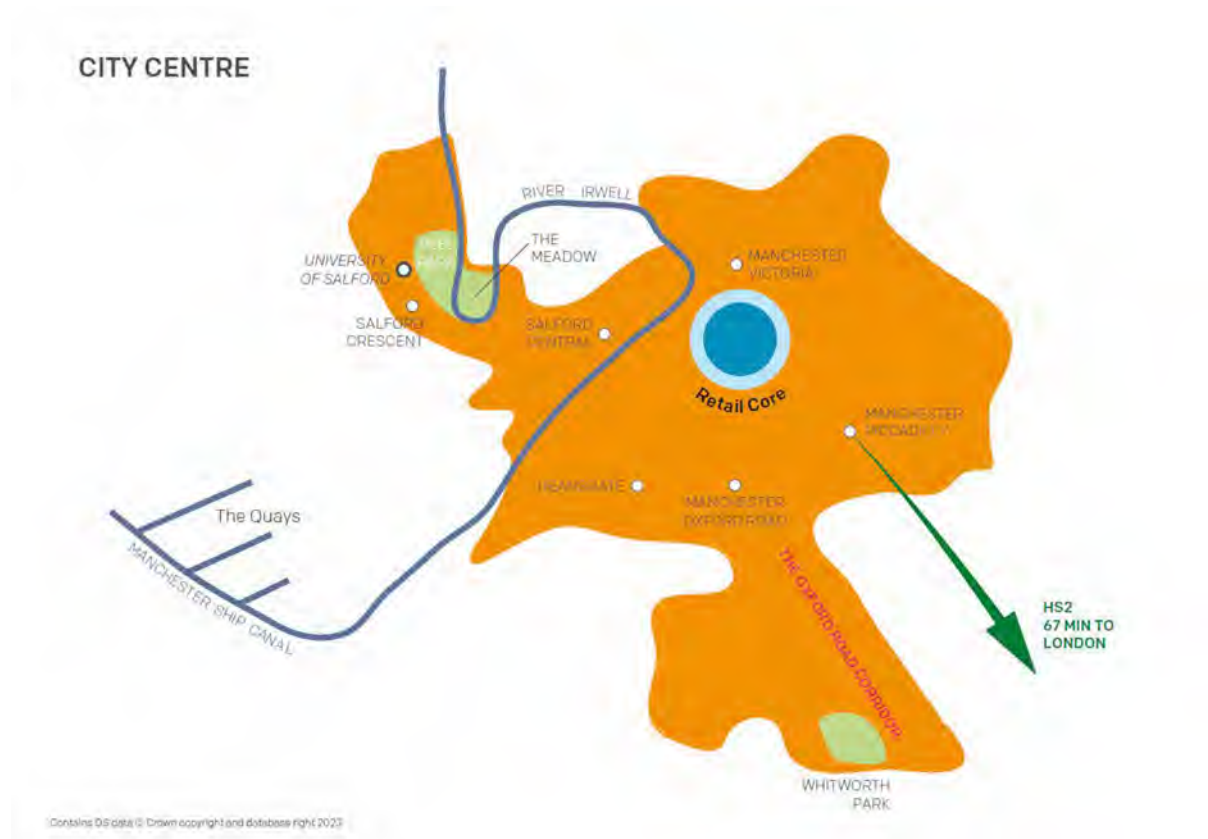 CITY CENTRE
RIVER IRWELL
THE
MEADOW
PEEL
PARK
UNIVERSITY
OF SALFORD
MANCHESTER
VICTORIA
SALFORD
CRESCENT
SALFORD
CENTRAL
Retail Core
MANCHESTER
PICCADILLY
DEANSGATE
MANCHESTER
OXFORD ROAD
The Quays
MANCHESTER SHIP CANAL
THE OXFORD ROAD CORRIDOR
HS2
67 MIN TO
LONDON
WHITWORTH
PARK
Contains OS data © Crown copyright and database right 2023